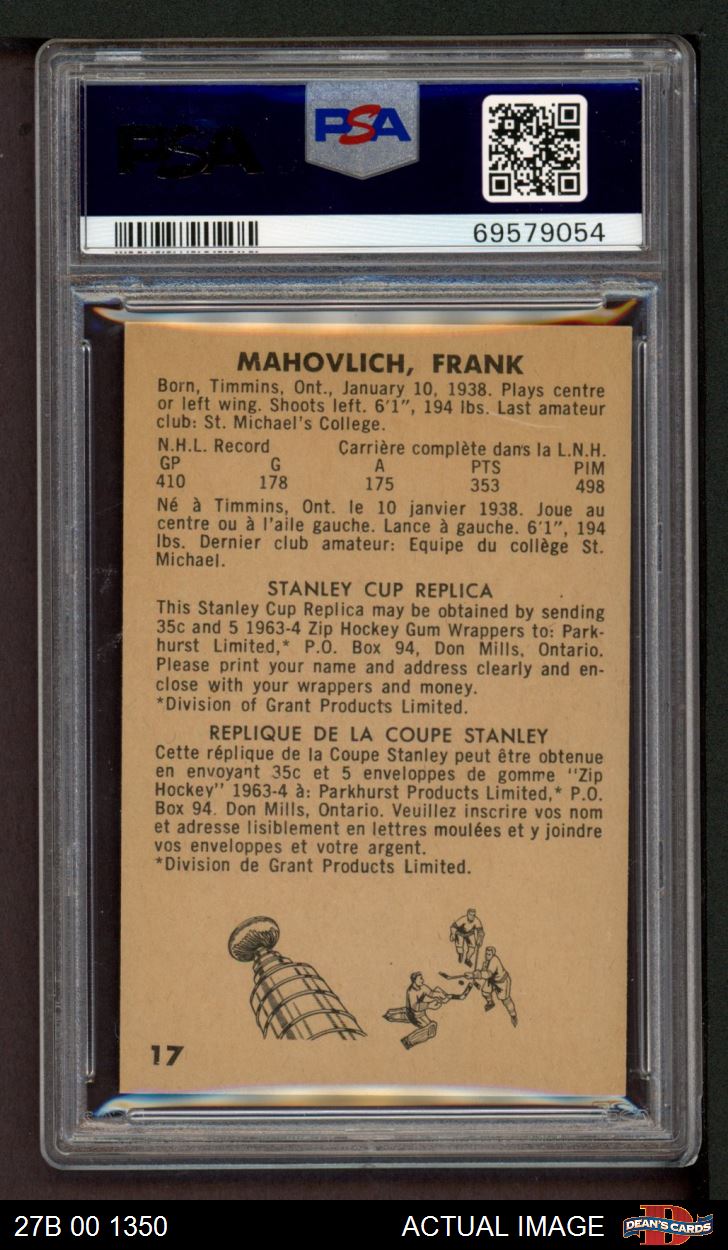 PSA
PSA
69579054
MAHOVLICH, FRANK
Born, Timmins, Ont., January 10, 1938. Plays centre
or left wing. Shoots left. 6'1", 194 lbs. Last amateur
club: St. Michael's College.
N.H.L. Record Carrière complète dans la L.N.H.
GP G A PTS PIM
410 178 175 353 498
Né à Timmins, Ont. le 10 janvier 1938. Joue au
centre ou à l'aile gauche. Lance à gauche. 6'1", 194
lbs. Dernier club amateur: Equipe du collège St.
Michael.
STANLEY CUP REPLICA
This Stanley Cup Replica may be obtained by sending
35c and 5 1963-4 Zip Hockey Gum Wrappers to: Park-
hurst Limited,* P.O. Box 94, Don Mills, Ontario.
Please print your name and address clearly and en-
close with your wrappers and money.
*Division of Grant Products Limited.
REPLIQUE DE LA COUPE STANLEY
Cette réplique de la Coupe Stanley peut être obtenue
en envoyant 35c et 5 enveloppes de gomme "Zip
Hockey" 1963-4 à: Parkhurst Products Limited,* P.O.
Box 94. Don Mills, Ontario. Veuillez inscrire vos nom
et adresse lisiblement en lettres moulées et y joindre
vos enveloppes et votre argent.
*Division de Grant Products Limited.
17
27B 00 1350 ACTUAL IMAGE DEAN'S CARDS